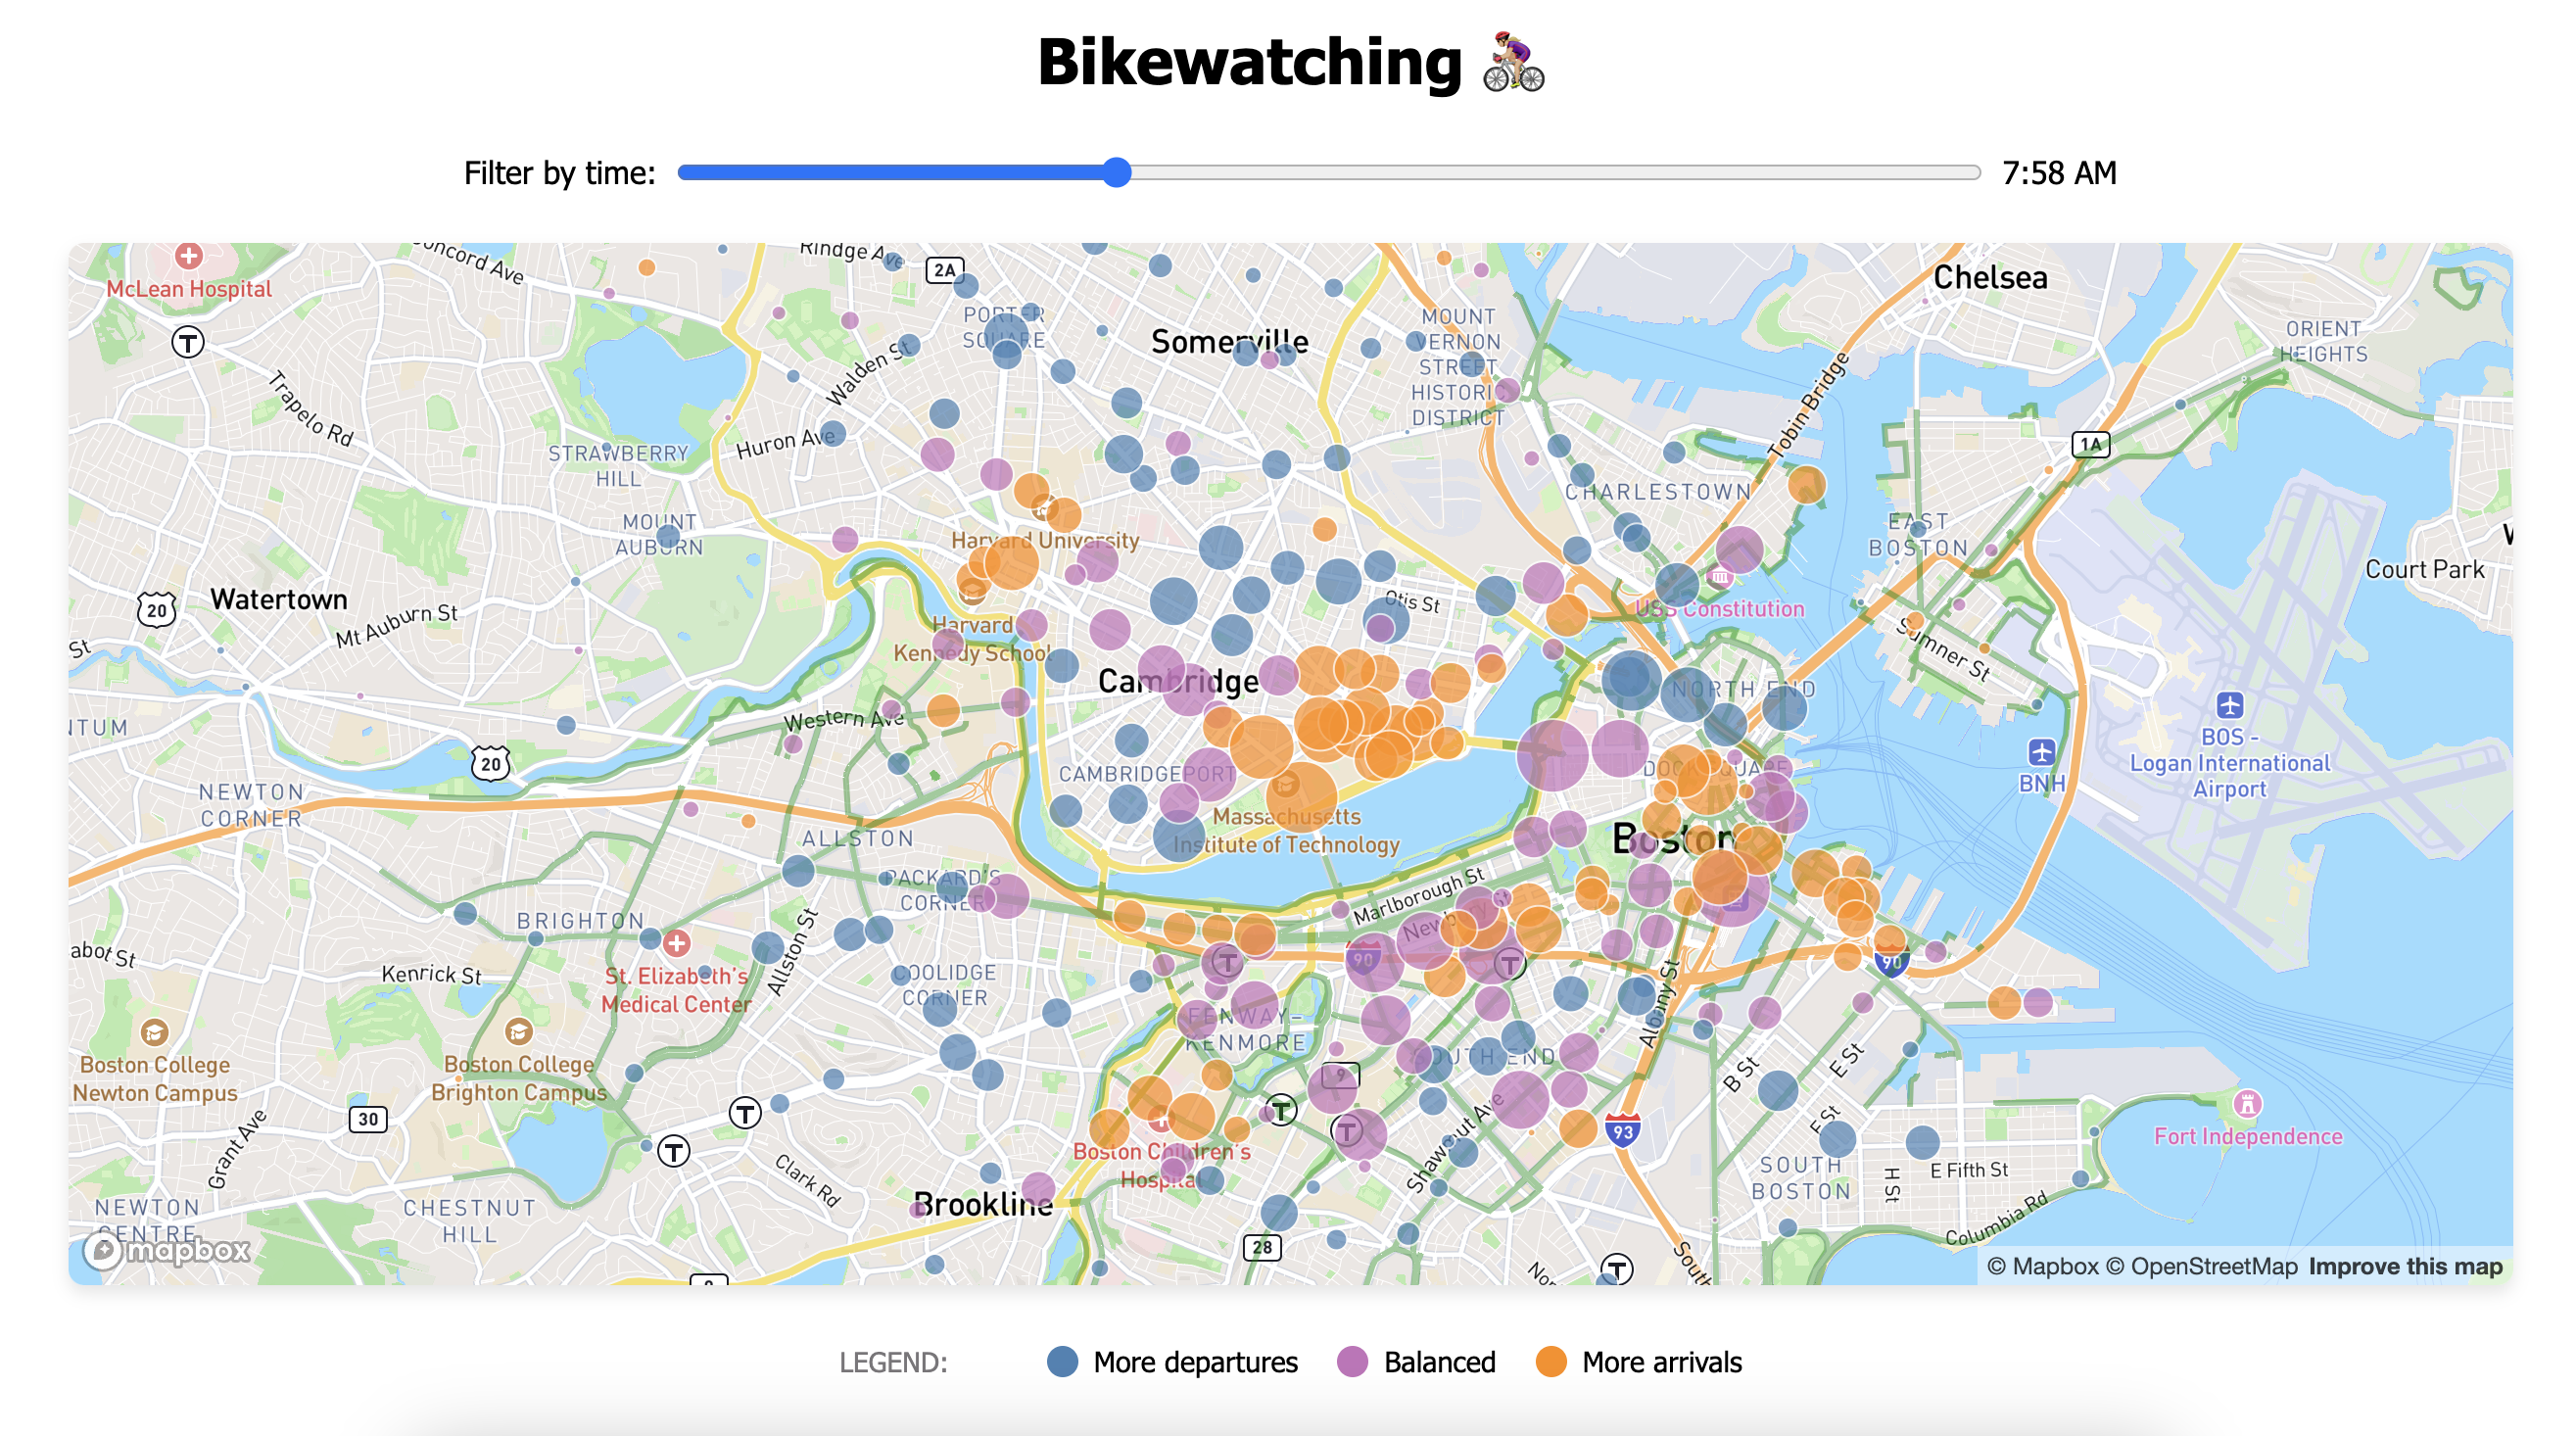 Bikewatching
Filter by time:
7:58 AM
McLean Hospital
Concord Ave
Rindge Ave
2A
Chelsea
PORTER
SQUARE
Somerville
MOUNT
VERNON
STREET
HISTORIC
DISTRICT
ORIENT
HEIGHTS
T
Trapelo Rd
Walden St
Tobin Bridge
Huron Ave
1A
STRAWBERRY
HILL
CHARLESTOWN
MOUNT
AUBURN
Harvard University
EAST
BOSTON
Court Park
20
Watertown
Mt Auburn St
Otis St
USS Constitution
Harvard
Kennedy School
Sumner St
St
Cambridge
NORTH END
Western Ave
NTUM
20
CAMBRIDGEPORT
DOCK SQUARE
BNH
BOS -
Logan International
Airport
NEWTON
CORNER
ALLSTON
Massachusetts
Institute of Technology
Boston
PACKARD'S
CORNER
Marlborough St
BRIGHTON
Allston St
Newbury
abot St
Kenrick St
St. Elizabeth's
Medical Center
COOLIDGE
CORNER
T
90
T
90
Albany St
FENWAY-
KENMORE
SOUTH END
Boston College
Newton Campus
Boston College
Brighton Campus
9
B St
E St
F St
30
T
T
T
T
93
Shawmut Ave
Fort Independence
Grant Ave
Clark Rd
Boston Children's
Hospital
SOUTH
BOSTON
H St
E Fifth St
Columbia Rd
NEWTON
CENTRE
CHESTNUT
HILL
Brookline
28
T
South
mapbox
© Mapbox © OpenStreetMap Improve this map
LEGEND:
More departures
Balanced
More arrivals